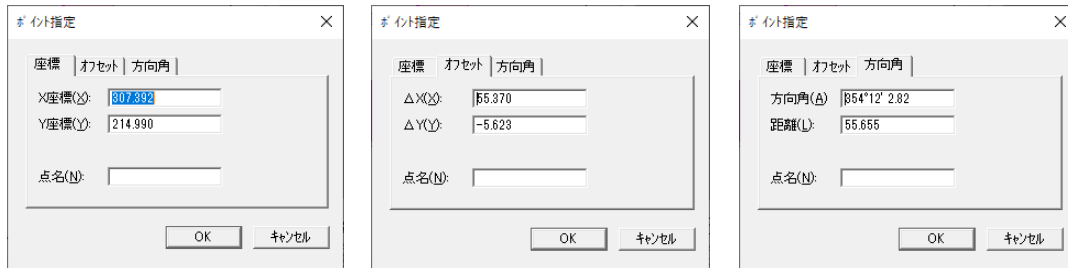 ポイント指定
座標 オフセット 方向角
X座標(X): 307.392
Y座標(Y): 214.990
点名(N):
OK キャンセル
ポイント指定
座標 オフセット 方向角
△X(X): 55.370
△Y(Y): -5.623
点名(N):
OK キャンセル
ポイント指定
座標 オフセット 方向角
方向角(A) 354°12' 2.82
距離(L): 55.655
点名(N):
OK キャンセル